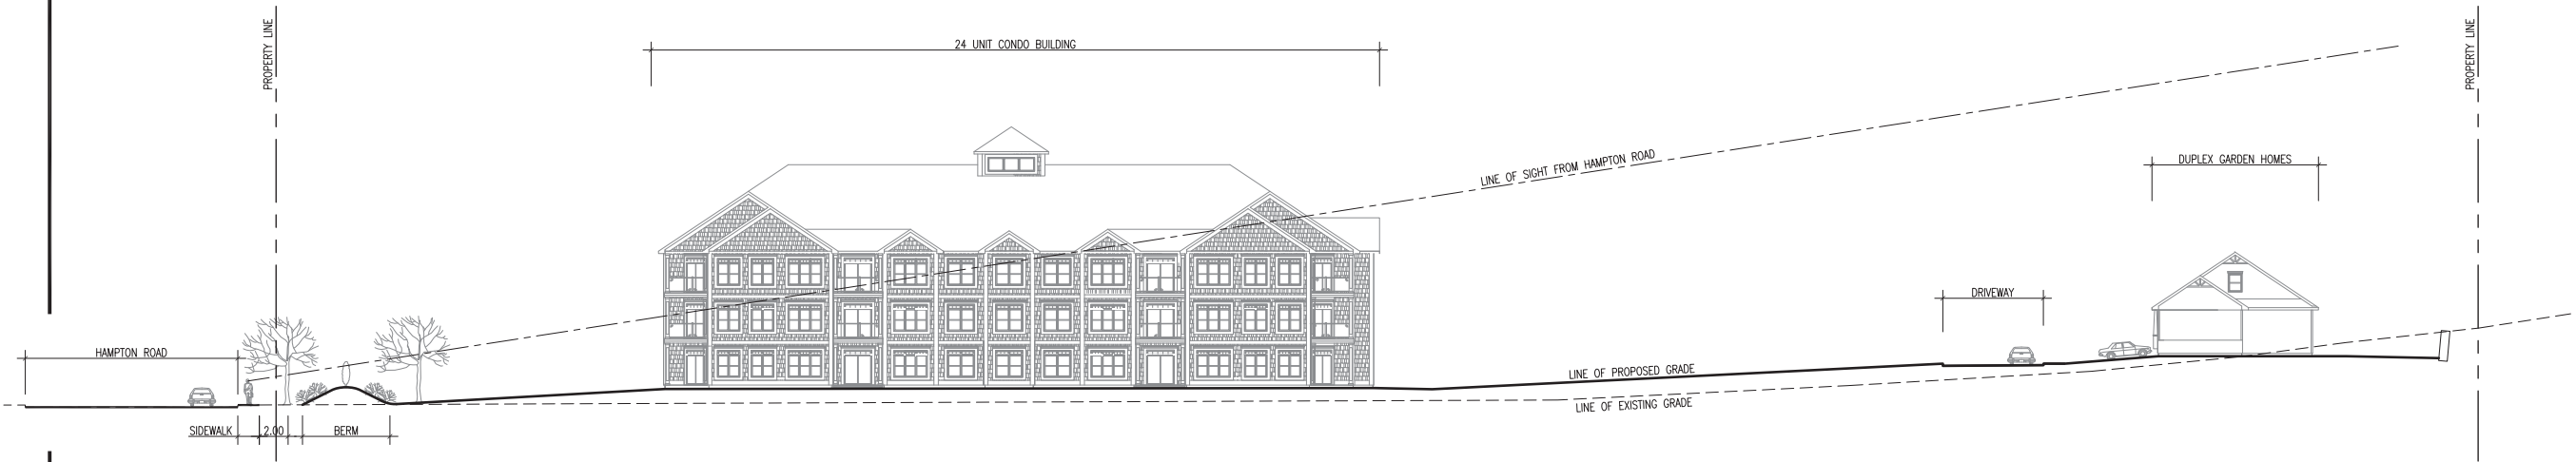 PROPERTY LINE
24 UNIT CONDO BUILDING
PROPERTY LINE
LINE OF SIGHT FROM HAMPTON ROAD
DUPLEX GARDEN HOMES
DRIVEWAY
HAMPTON ROAD
LINE OF PROPOSED GRADE
LINE OF EXISTING GRADE
SIDEWALK
2.00
BERM